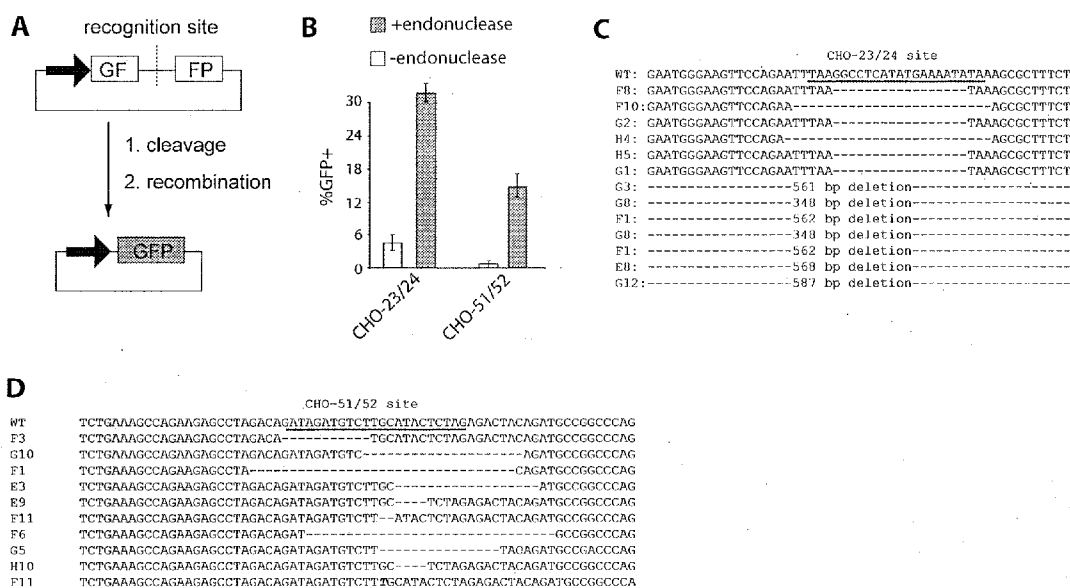 A
recognition site
GF
FP
1. cleavage
2. recombination
GFP
B
+endonuclease
-endonuclease
%GFP+
30
24
18
12
6
0
CHO-23/24
CHO-51/52
C
CHO-23/24 site
WT: GAATGGGAAGTTCCAGAATTTAAGGCCTCATATGAAAATATAAAGCGCTTTCT
F8: GAATGGGAAGTTCCAGAATTTAA----------------TAAAGCGCTTTCT
F10: GAATGGGAAGTTCCAGAA-----------------------AGCGCTTTCT
G2: GAATGGGAAGTTCCAGAATTTAA----------------TAAAGCGCTTTCT
H4: GAATGGGAAGTTCCAGA------------------------AGCGCTTTCT
H5: GAATGGGAAGTTCCAGAATTTAA----------------TAAAGCGCTTTCT
G1: GAATGGGAAGTTCCAGAATTTAA----------------TAAAGCGCTTTCT
G3: -----------------561 bp deletion-------------------
G8: -----------------348 bp deletion-------------------
F1: -----------------562 bp deletion-------------------
G8: -----------------348 bp deletion-------------------
F1: -----------------562 bp deletion-------------------
E8: -----------------568 bp deletion-------------------
G12: -----------------587 bp deletion-------------------
D
CHO-51/52 site
WT TCTGAAAGCCAGAAGAGCCTAGACAGATAGATGTCTTGCATACTCTAGAGACTACAGATGCCGGCCCAG
F3 TCTGAAAGCCAGAAGAGCCTAGACA-----------TGCATACTCTAGAGACTACAGATGCCGGCCCAG
G10 TCTGAAAGCCAGAAGAGCCTAGACAGATAGATGTC--------------------AGATGCCGGCCCAG
F1 TCTGAAAGCCAGAAGAGCCTA---------------------------------CAGATGCCGGCCCAG
E3 TCTGAAAGCCAGAAGAGCCTAGACAGATAGATGTCTTGC------------------ATGCCGGCCCAG
E9 TCTGAAAGCCAGAAGAGCCTAGACAGATAGATGTCTTGC----TCTAGAGACTACAGATGCCGGCCCAG
F11 TCTGAAAGCCAGAAGAGCCTAGACAGATAGATGTCTT--ATACTCTAGAGACTACAGATGCCGGCCCAG
F6 TCTGAAAGCCAGAAGAGCCTAGACAGAT-------------------------------GCCGGCCCAG
G5 TCTGAAAGCCAGAAGAGCCTAGACAGATAGATGTCTT---------------TACAGATGCCGACCCAG
H10 TCTGAAAGCCAGAAGAGCCTAGACAGATAGATGTCTTGC----TCTAGAGACTACAGATGCCGGCCCAG
F11 TCTGAAAGCCAGAAGAGCCTAGACAGATAGATGTCTTTGCATACTCTAGAGACTACAGATGCCGGCCCA